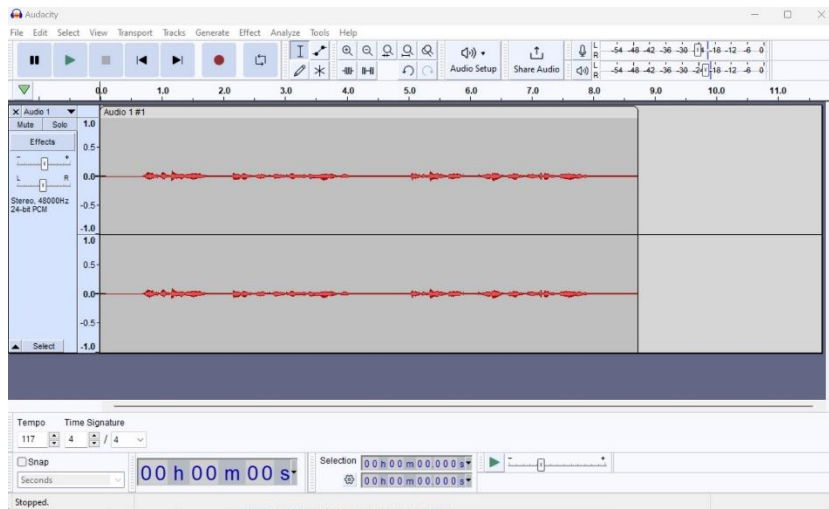 Audacity
File Edit Select View Transport Tracks Generate Effect Analyze Tools Help
Audio Setup
Share Audio
L
R
-54 -48 -42 -36 -30 -18 -12 -6 0
L
R
-54 -48 -42 -36 -30 -24 -18 -12 -6 0
0.0 1.0 2.0 3.0 4.0 5.0 6.0 7.0 8.0 9.0 10.0 11.0
Audio 1
Audio 1 #1
Mute Solo
Effects
- +
L R
Stereo, 48000Hz
24-bit PCM
Select
1.0
0.5
0.0
-0.5
-1.0
1.0
0.5
0.0
-0.5
-1.0
Tempo Time Signature
117 4 / 4
Snap
Seconds
00 h 00 m 00 s
Selection
00 h 00 m 00.000 s
00 h 00 m 00.000 s
- +
Stopped.